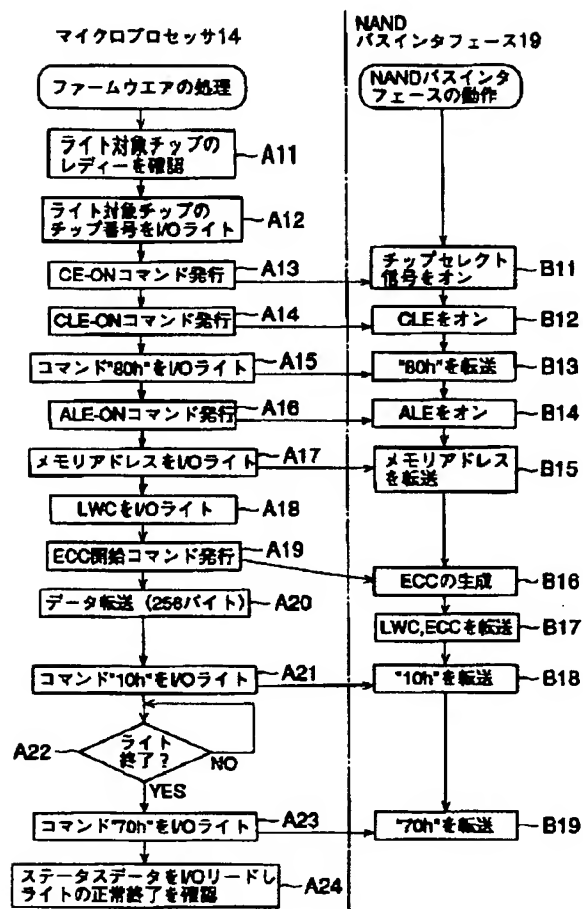 マイクロプロセッサ14
NAND
バスインタフェース19
ファームウエアの処理
NANDバスインタ
フェースの動作
ライト対象チップの
レディーを確認
A11
ライト対象チップの
チップ番号をI/Oライト
A12
CE-ONコマンド発行
A13
チップセレクト
信号をオン
B11
CLE-ONコマンド発行
A14
CLEをオン
B12
コマンド"80h"をI/Oライト
A15
"80h"を転送
B13
ALE-ONコマンド発行
A16
ALEをオン
B14
メモリアドレスをI/Oライト
A17
メモリアドレス
を転送
B15
LWCをI/Oライト
A18
ECC開始コマンド発行
A19
ECCの生成
B16
データ転送（256バイト）
A20
LWC,ECCを転送
B17
コマンド"10h"をI/Oライト
A21
"10h"を転送
B18
ライト
終了？
A22
NO
YES
コマンド"70h"をI/Oライト
A23
"70h"を転送
B19
ステータスデータをI/Oリードし
ライトの正常終了を確認
A24